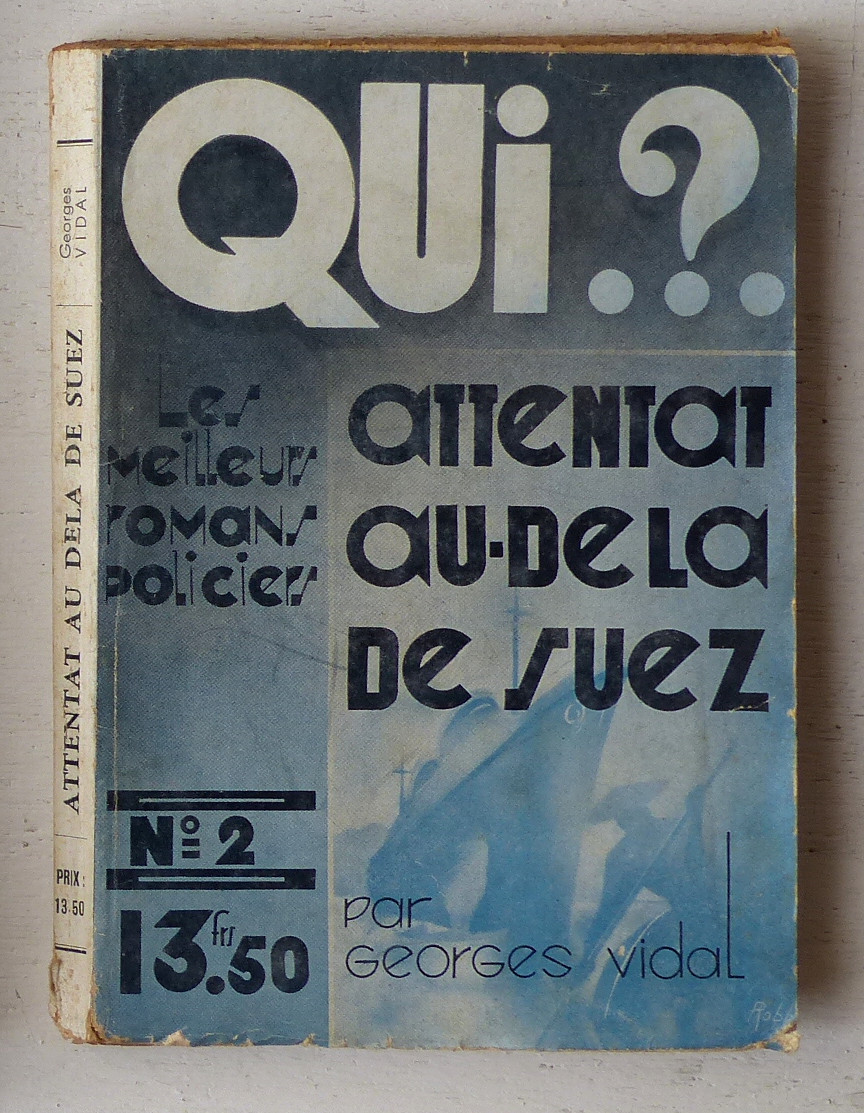 Georges
VIDAL
ATTENTAT AU DELA DE SUEZ
PRIX :
13.50
QUi..?.
Les
Meilleurs
romans
policiers
ATTENTAT
AU-DELA
DE SUEZ
N° 2
13 frs .50
par
GEORGES VIDAL